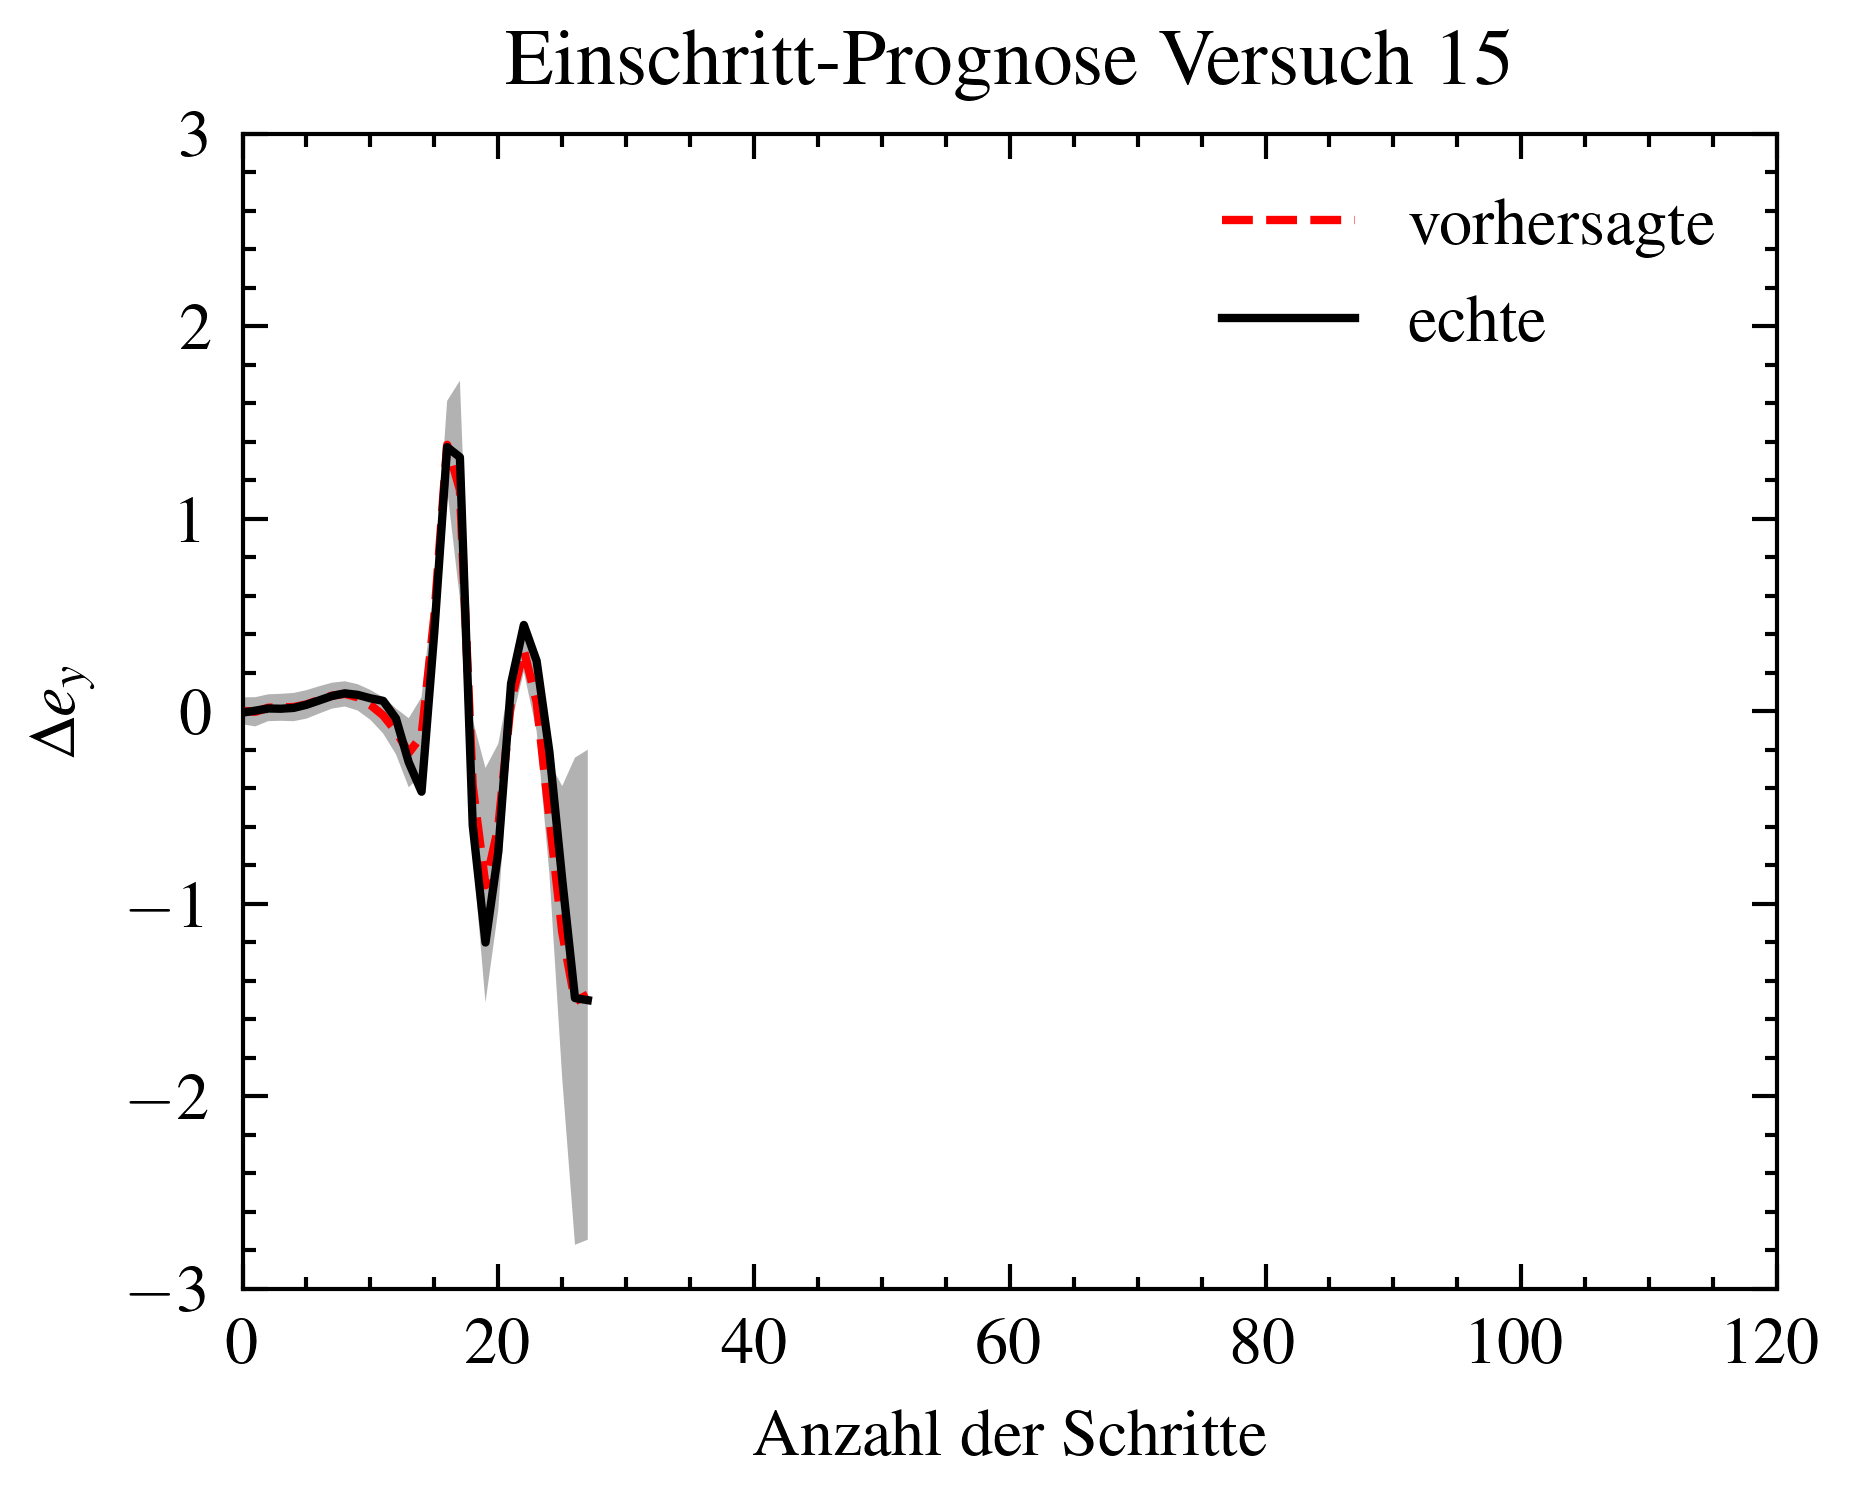 Einschritt-Prognose Versuch 15
3
2
1
0
−1
−2
−3
Δe_y
vorhersagte
echte
0 20 40 60 80 100 120
Anzahl der Schritte